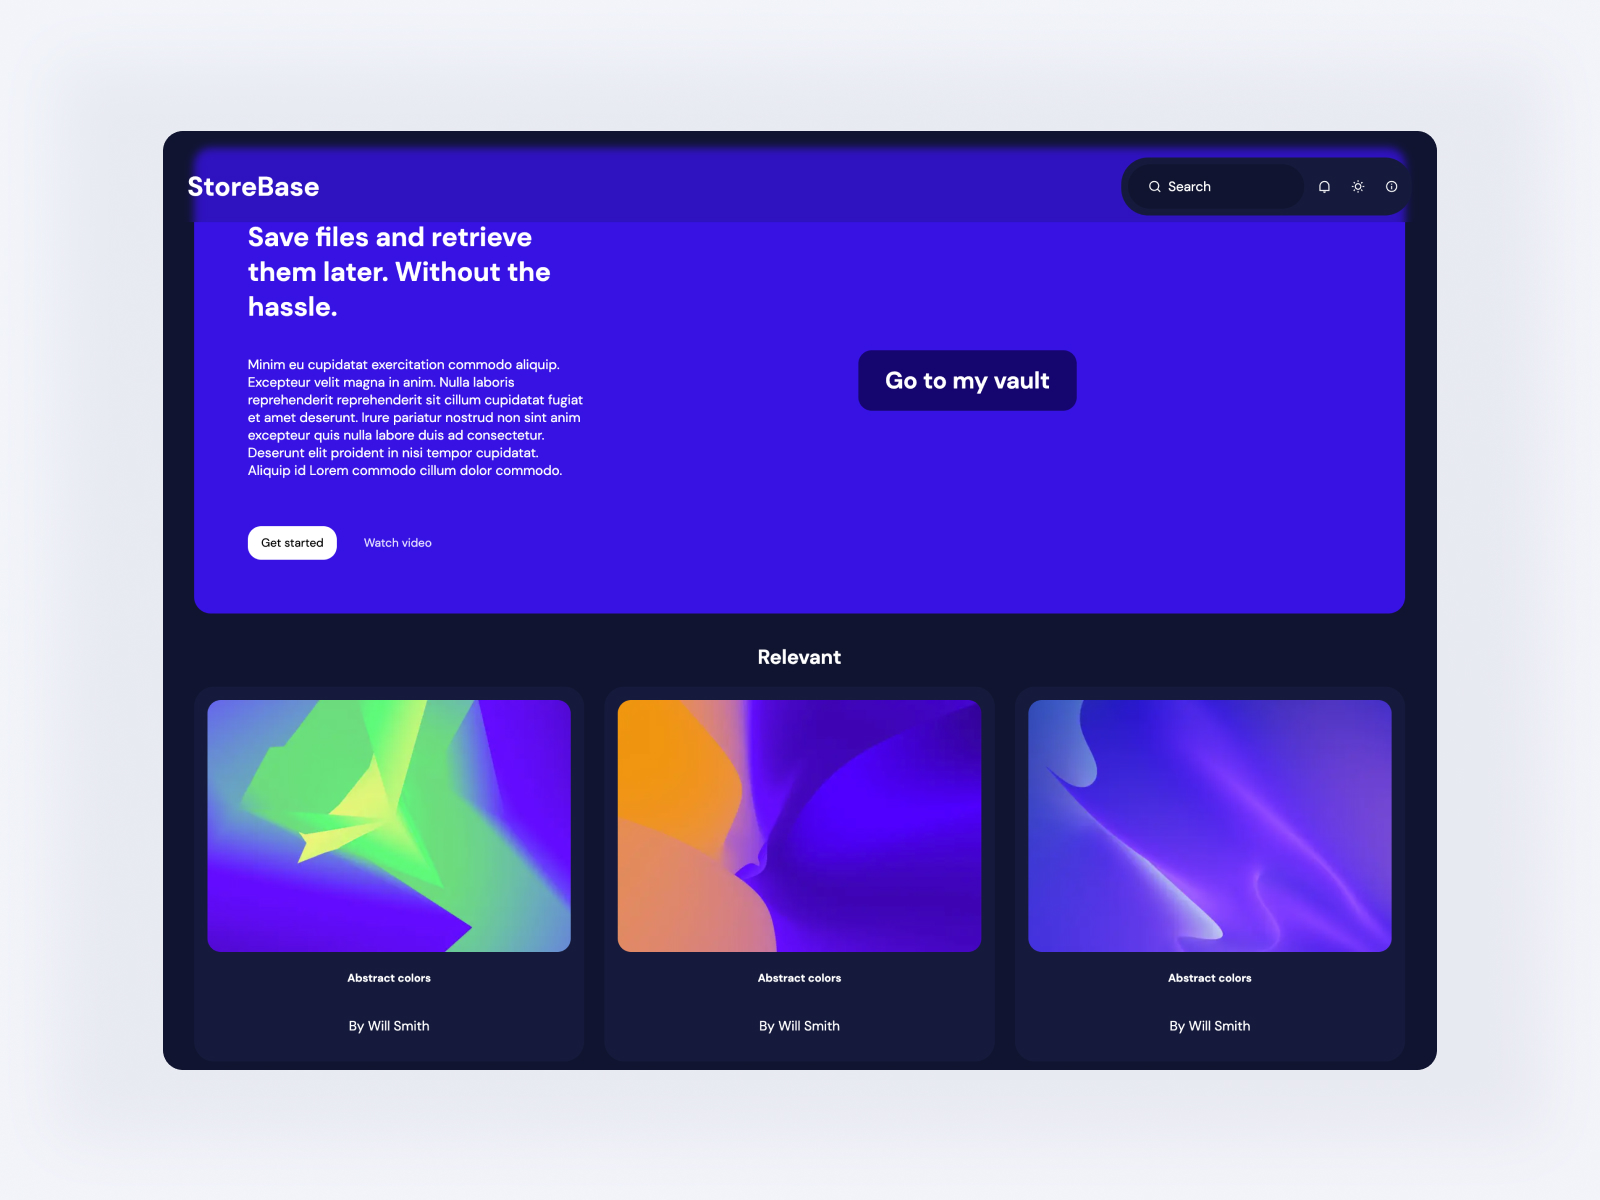 StoreBase
Search
Save files and retrieve
them later. Without the
hassle.
Minim eu cupidatat exercitation commodo aliquip.
Excepteur velit magna in anim. Nulla laboris
reprehenderit reprehenderit sit cillum cupidatat fugiat
et amet deserunt. Irure pariatur nostrud non sint anim
excepteur quis nulla labore duis ad consectetur.
Deserunt elit proident in nisi tempor cupidatat.
Aliquip id Lorem commodo cillum dolor commodo.
Get started
Watch video
Go to my vault
Relevant
Abstract colors
By Will Smith
Abstract colors
By Will Smith
Abstract colors
By Will Smith